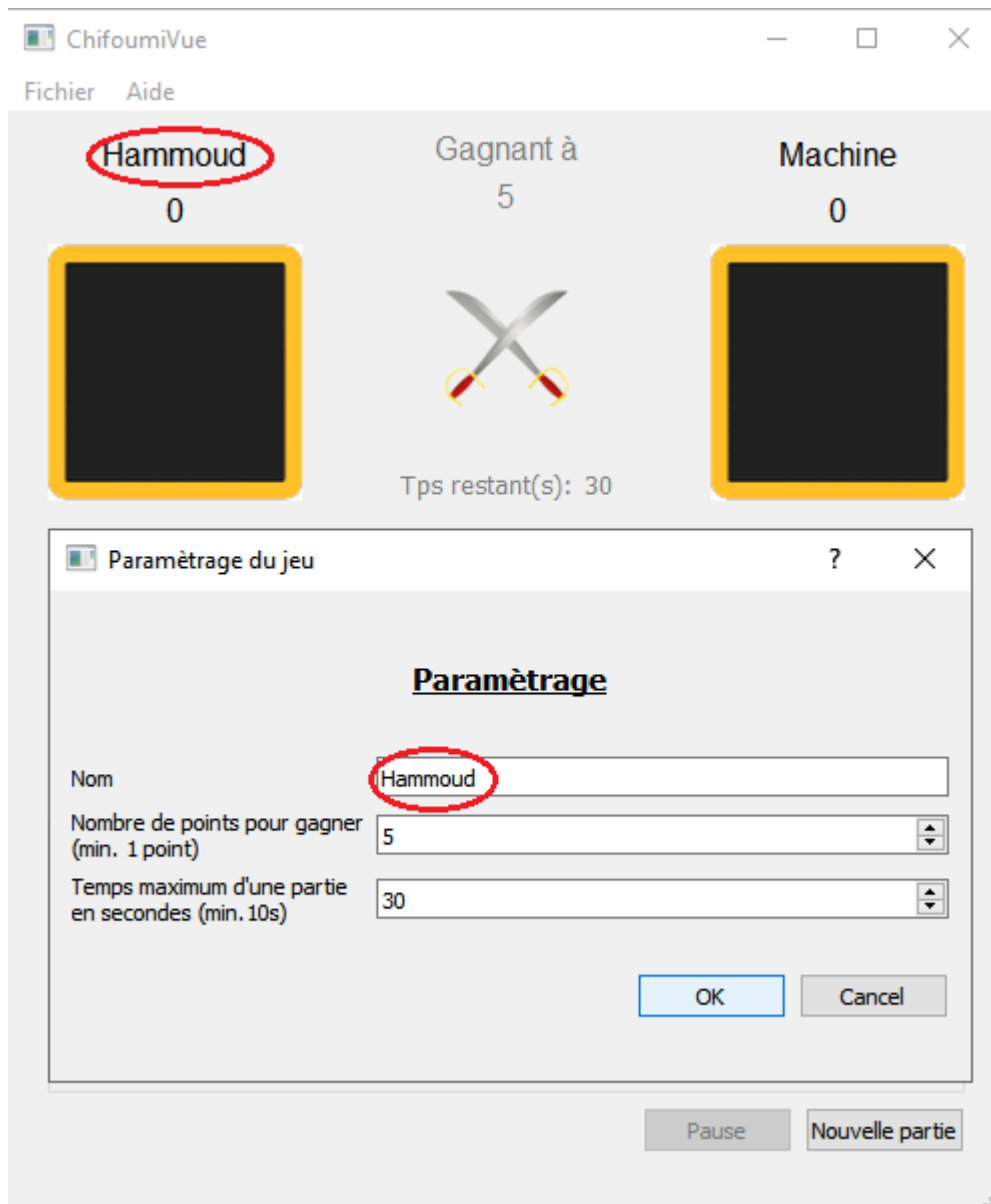 ChifoumiVue
Fichier Aide
Hammoud Gagnant à Machine
0 5 0
Tps restant(s): 30
Paramètrage du jeu ?
Paramètrage
Nom Hammoud
Nombre de points pour gagner
(min. 1 point) 5
Temps maximum d'une partie
en secondes (min. 10s) 30
OK Cancel
Pause Nouvelle partie